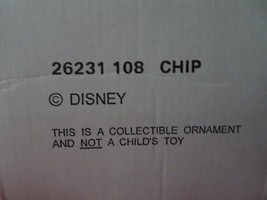 26231 108 CHIP
© DISNEY
THIS IS A COLLECTIBLE ORNAMENT
AND NOT A CHILD'S TOY